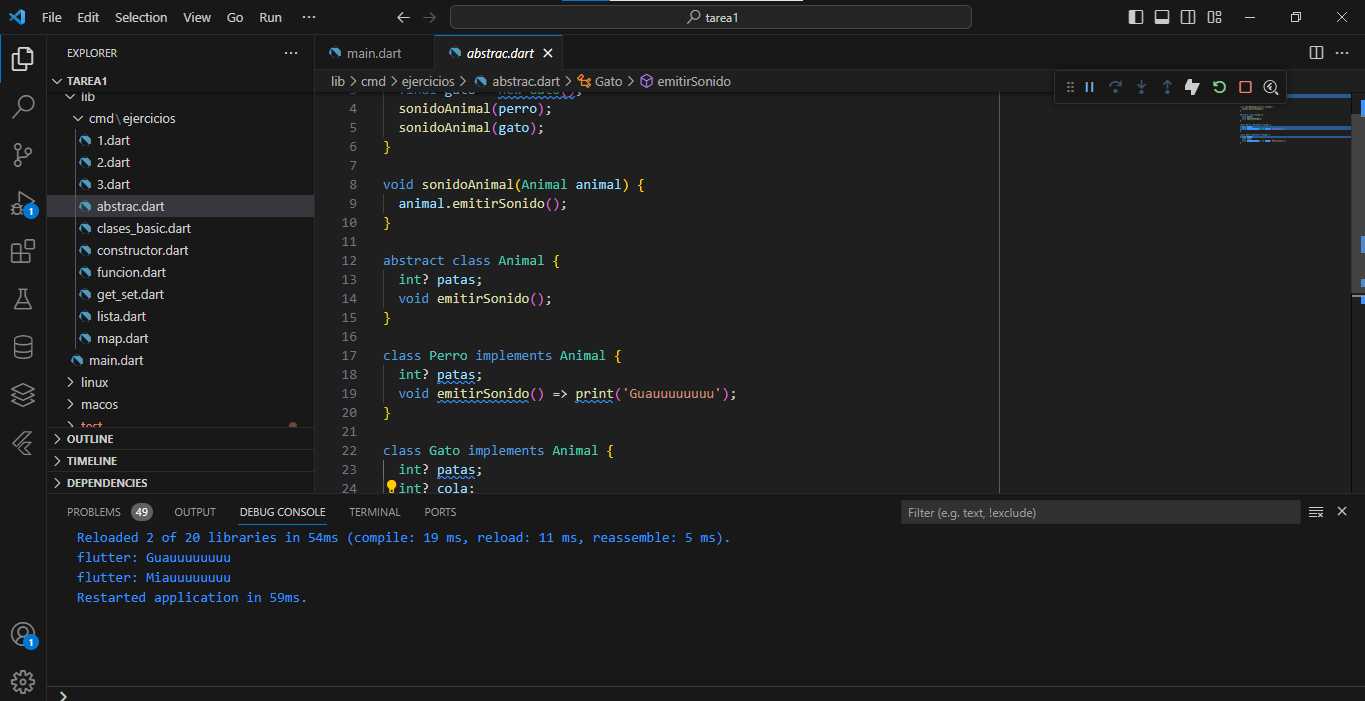 File Edit Selection View Go Run ···
tarea1
EXPLORER ···
TAREA1
lib
cmd\ejercicios
1.dart
2.dart
3.dart
abstrac.dart
clases_basic.dart
constructor.dart
funcion.dart
get_set.dart
lista.dart
map.dart
main.dart
linux
macos
test
OUTLINE
TIMELINE
DEPENDENCIES
1
1
main.dart abstrac.dart
lib > cmd > ejercicios > abstrac.dart > Gato > emitirSonido
4 sonidoAnimal(perro);
5 sonidoAnimal(gato);
6 }
7
8 void sonidoAnimal(Animal animal) {
9 animal.emitirSonido();
10 }
11
12 abstract class Animal {
13 int? patas;
14 void emitirSonido();
15 }
16
17 class Perro implements Animal {
18 int? patas;
19 void emitirSonido() => print('Guauuuuuuuu');
20 }
21
22 class Gato implements Animal {
23 int? patas;
24 int? cola;
PROBLEMS 49 OUTPUT DEBUG CONSOLE TERMINAL PORTS Filter (e.g. text, !exclude)
Reloaded 2 of 20 libraries in 54ms (compile: 19 ms, reload: 11 ms, reassemble: 5 ms).
flutter: Guauuuuuuuu
flutter: Miauuuuuuuu
Restarted application in 59ms.